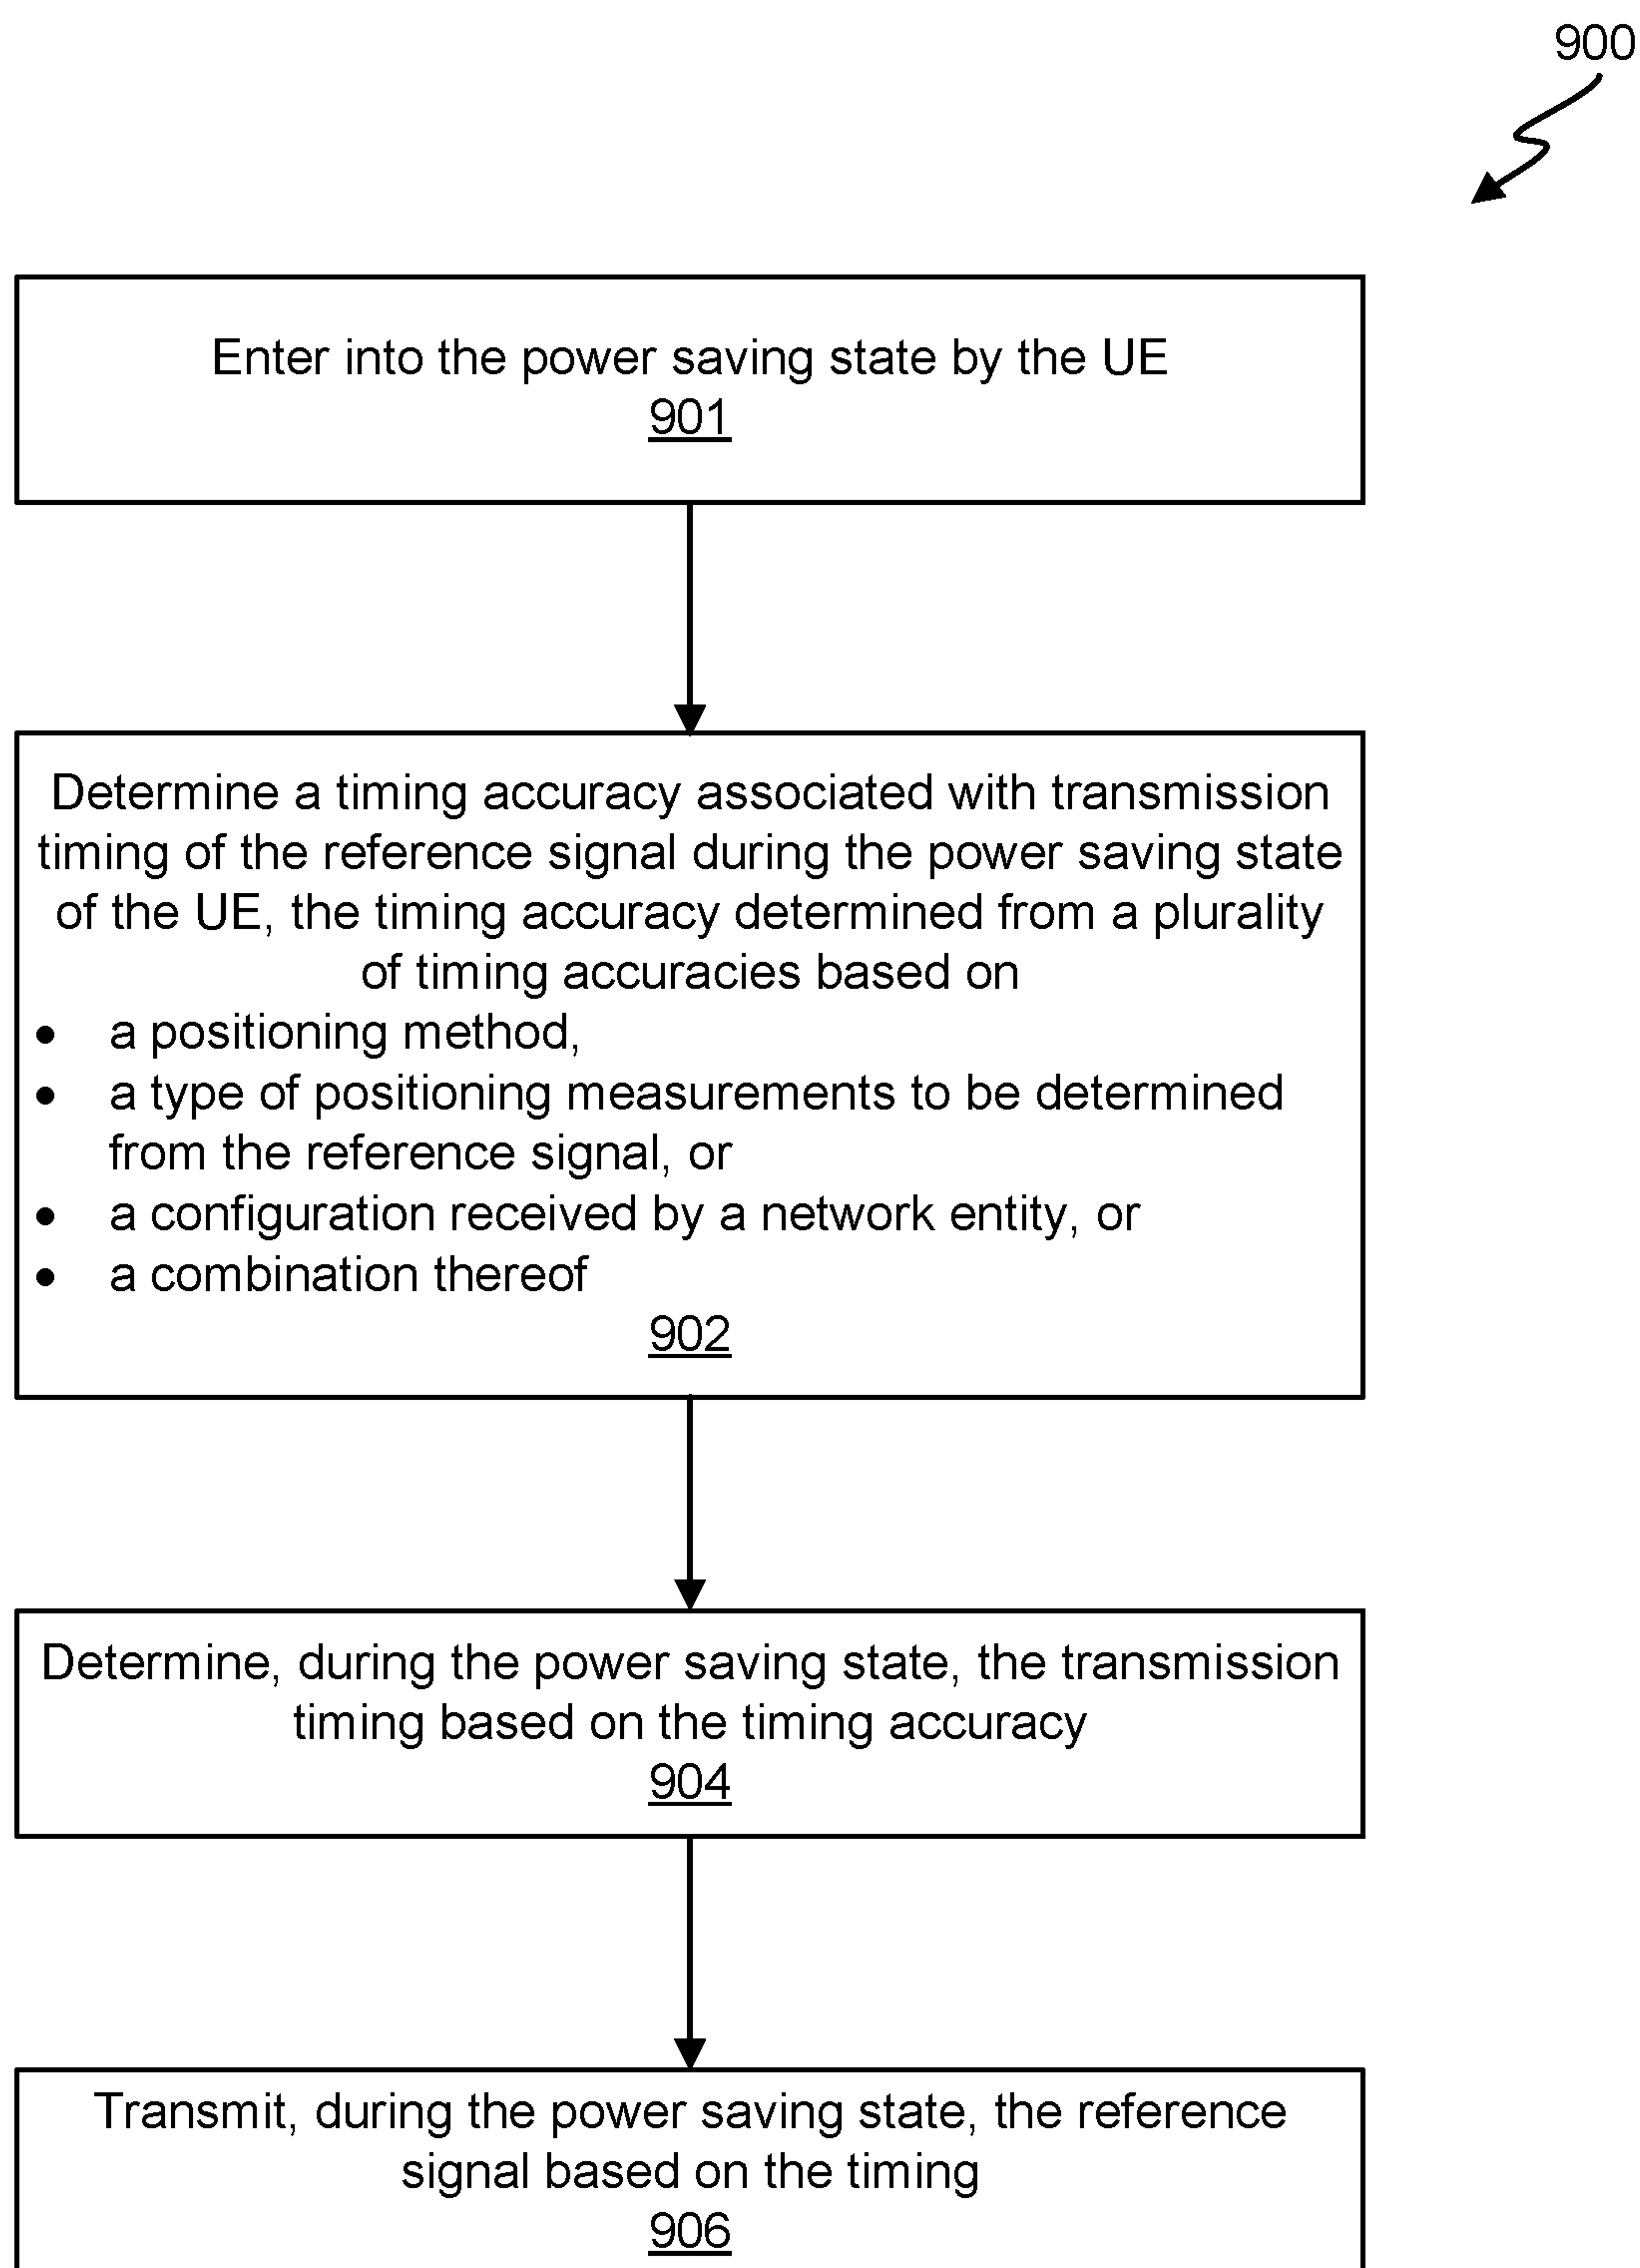 900
Enter into the power saving state by the UE
901
Determine a timing accuracy associated with transmission
timing of the reference signal during the power saving state
of the UE, the timing accuracy determined from a plurality
of timing accuracies based on
• a positioning method,
• a type of positioning measurements to be determined
from the reference signal, or
• a configuration received by a network entity, or
• a combination thereof
902
Determine, during the power saving state, the transmission
timing based on the timing accuracy
904
Transmit, during the power saving state, the reference
signal based on the timing
906